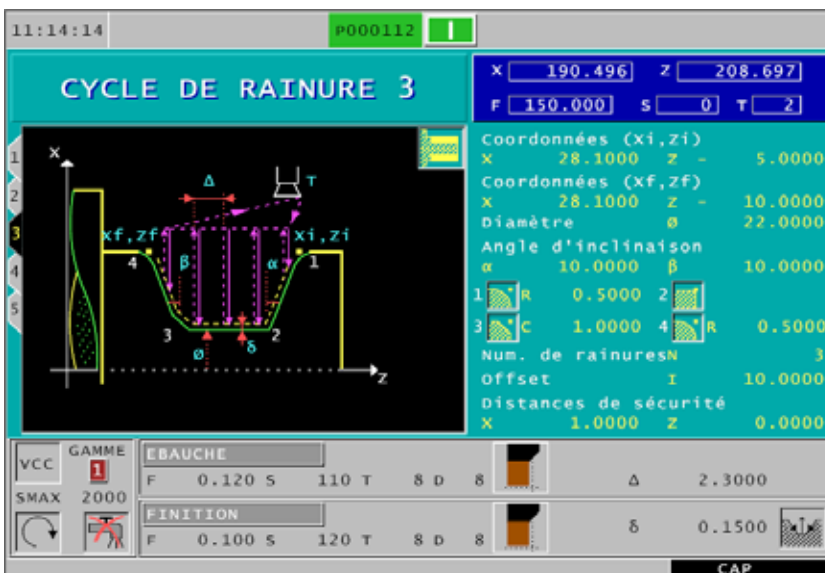 11:14:14 P000112
CYCLE DE RAINURE 3
X 190.496 Z 208.697
F 150.000 S 0 T 2
1
2
3
4
5
X
Δ
T
xf,zf xi,zi
4 β α 1
3 2
Ø δ
Z
Coordonnées (xi,zi)
X 28.1000 Z - 5.0000
Coordonnées (xf,zf)
X 28.1000 Z - 10.0000
Diamètre Ø 22.0000
Angle d'inclinaison
α 10.0000 β 10.0000
1 R 0.5000 2
3 C 1.0000 4 R 0.5000
Num. de rainuresN 3
Offset I 10.0000
Distances de sécurité
X 1.0000 Z 0.0000
VCC GAMME
1
SMAX 2000
EBAUCHE
F 0.120 S 110 T 8 D 8 Δ 2.3000
FINITION
F 0.100 S 120 T 8 D 8 δ 0.1500
CAP